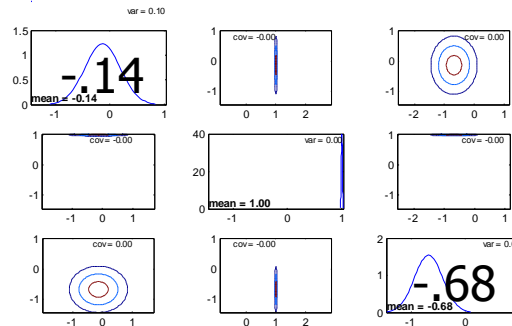 var = 0.10
1.5
1
0.5
0
-.14
mean = -0.14
-1 0 1
1
0
-1
cov= -0.00
0 1 2
1
0
-1
cov= 0.00
-2 -1 0 1
1
0
-1
cov= -0.00
-1 0 1
40
20
0
var = 0.00
mean = 1.00
-1 0 1
1
0
-1
cov= -0.00
-2 -1 0 1
1
0
-1
cov= 0.00
-1 0 1
1
0
-1
cov= -0.00
0 1 2
2
1
0
var = 0.0
-.68
mean = -0.68
-1 0